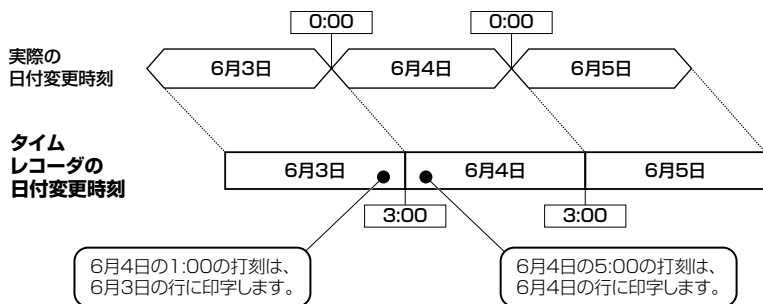 0:00
0:00
実際の
日付変更時刻
6月3日
6月4日
6月5日
タイム
レコーダの
日付変更時刻
6月3日
6月4日
6月5日
3:00
3:00
6月4日の1:00の打刻は、
6月3日の行に印字します。
6月4日の5:00の打刻は、
6月4日の行に印字します。